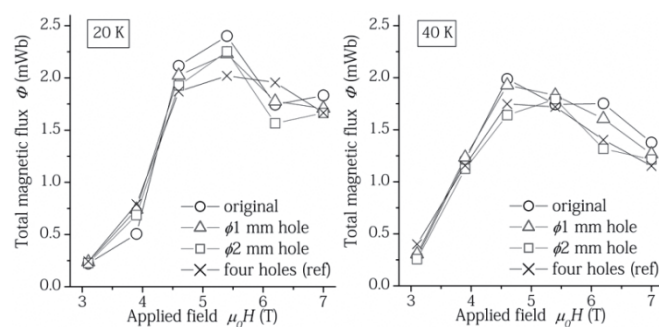 20 K
Total magnetic flux Φ (mWb)
2.5
2.0
1.5
1.0
0.5
0.0
original
ϕ1 mm hole
ϕ2 mm hole
four holes (ref)
3 4 5 6 7
Applied field μ₀H (T)
40 K
Total magnetic flux Φ (mWb)
2.5
2.0
1.5
1.0
0.5
0.0
original
ϕ1 mm hole
ϕ2 mm hole
four holes (ref)
3 4 5 6 7
Applied field μ₀H (T)